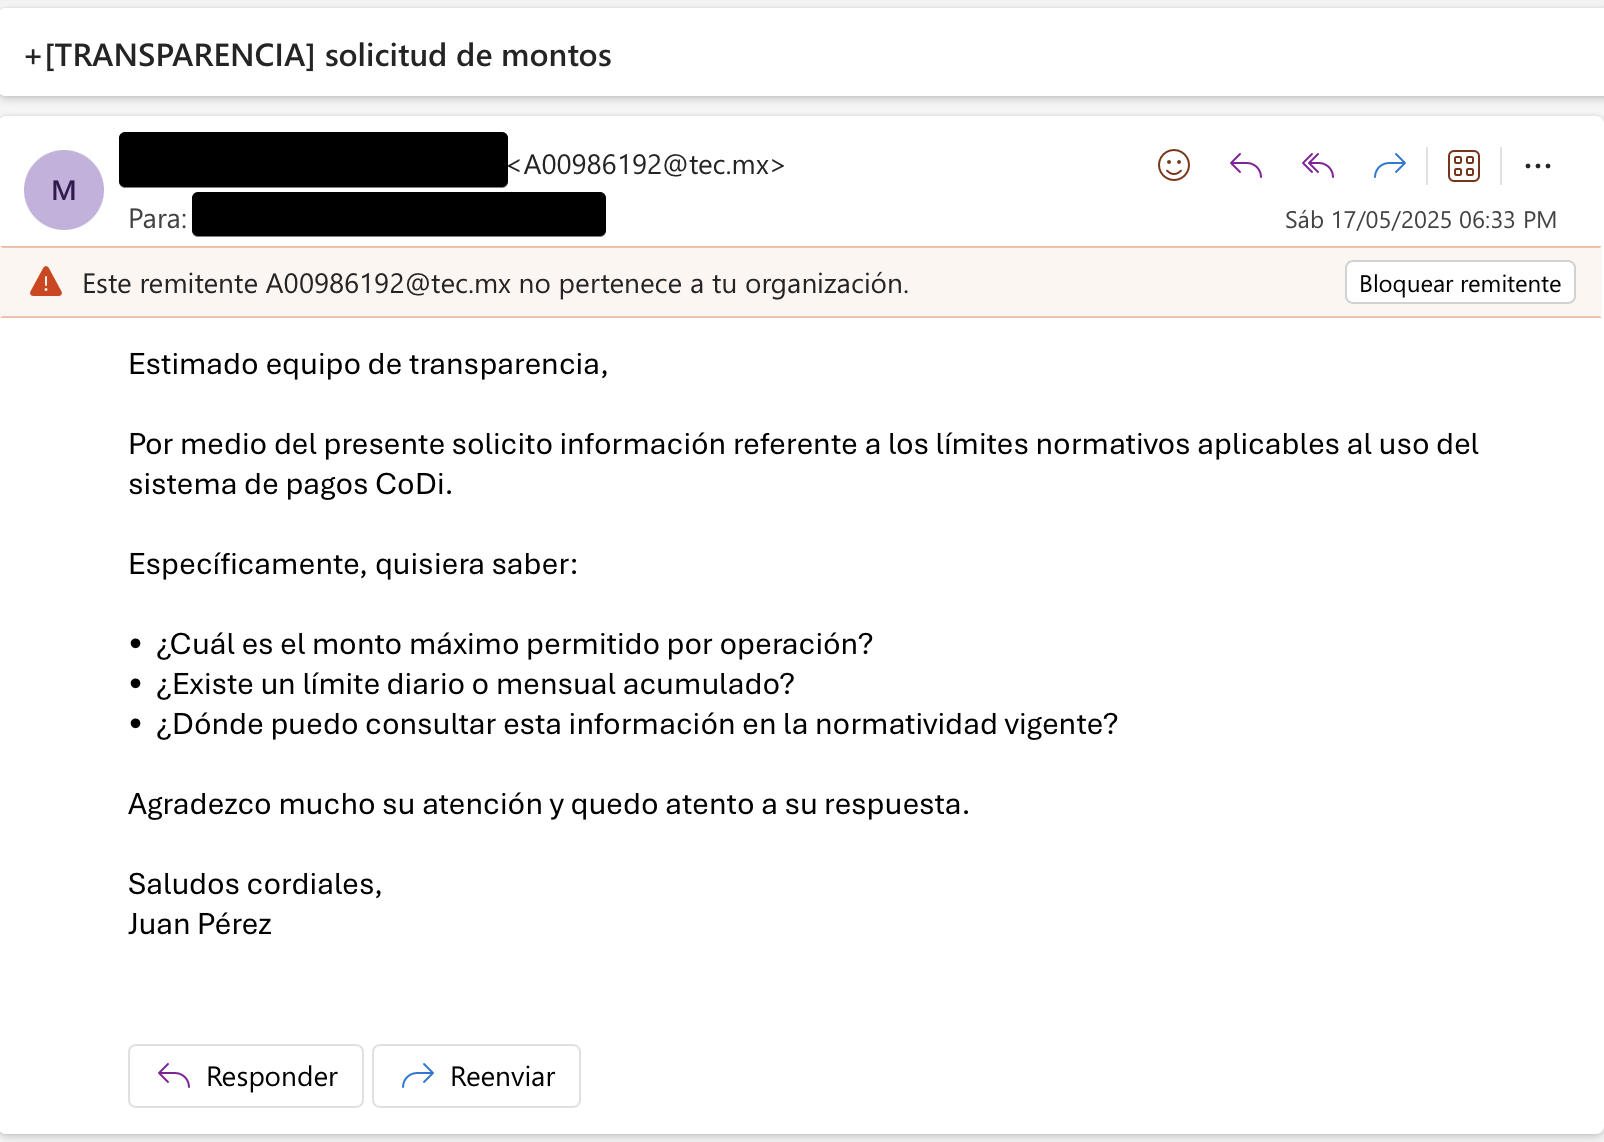 +[TRANSPARENCIA] solicitud de montos
M
<A00986192@tec.mx>
Para:
Sáb 17/05/2025 06:33 PM
Este remitente A00986192@tec.mx no pertenece a tu organización.
Bloquear remitente
Estimado equipo de transparencia,
Por medio del presente solicito información referente a los límites normativos aplicables al uso del
sistema de pagos CoDi.
Específicamente, quisiera saber:
• ¿Cuál es el monto máximo permitido por operación?
• ¿Existe un límite diario o mensual acumulado?
• ¿Dónde puedo consultar esta información en la normatividad vigente?
Agradezco mucho su atención y quedo atento a su respuesta.
Saludos cordiales,
Juan Pérez
Responder
Reenviar